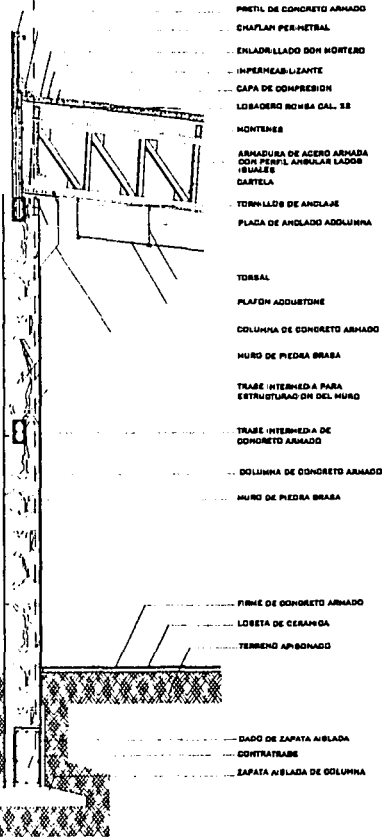 PRETIL DE CONCRETO ARMADO
CHAFLAN PERIMETRAL
ENLADRILLADO CON MORTERO
IMPERMEABILIZANTE
CAPA DE COMPRESION
LOSACERO ROMSA CAL. 22
MONTENES
ARMADURA DE ACERO ARMADA
CON PERFIL ANGULAR LADOS
IGUALES
CARTELA
TORNILLOS DE ANCLAJE
PLACA DE ANCLADO ACOLUMNA
TORSAL
PLAFON ACOUSTONE
COLUMNA DE CONCRETO ARMADO
MURO DE PIEDRA BRASA
TRABE INTERMEDIA PARA
ESTRUCTURACION DEL MURO
TRABE INTERMEDIA DE
CONCRETO ARMADO
COLUMNA DE CONCRETO ARMADO
MURO DE PIEDRA BRASA
FIRME DE CONCRETO ARMADO
LOSETA DE CERAMICA
TERRENO APISONADO
DADO DE ZAPATA AISLADA
CONTRATRABE
ZAPATA AISLADA DE COLUMNA